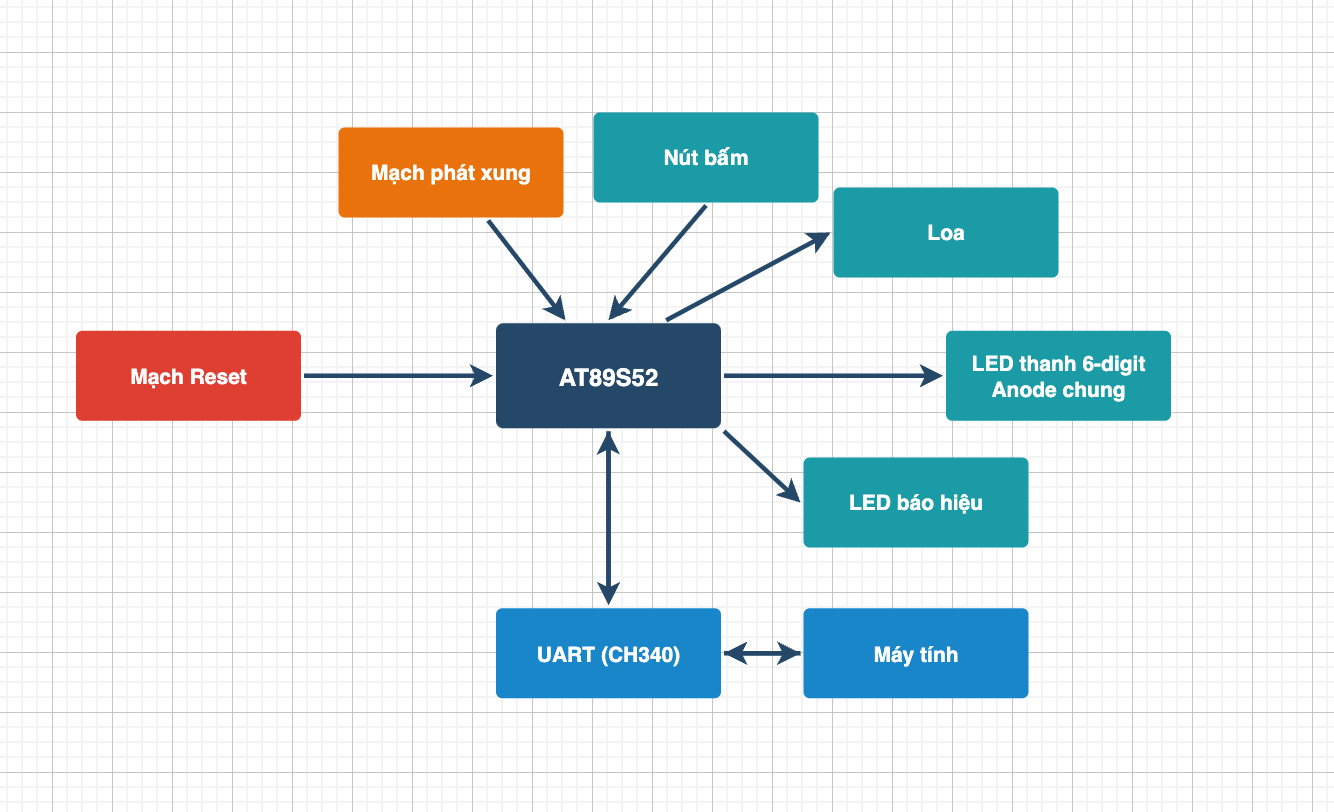 Nút bấm
Mạch phát xung
Loa
Mạch Reset
AT89S52
LED thanh 6-digit
Anode chung
LED báo hiệu
UART (CH340)
Máy tính